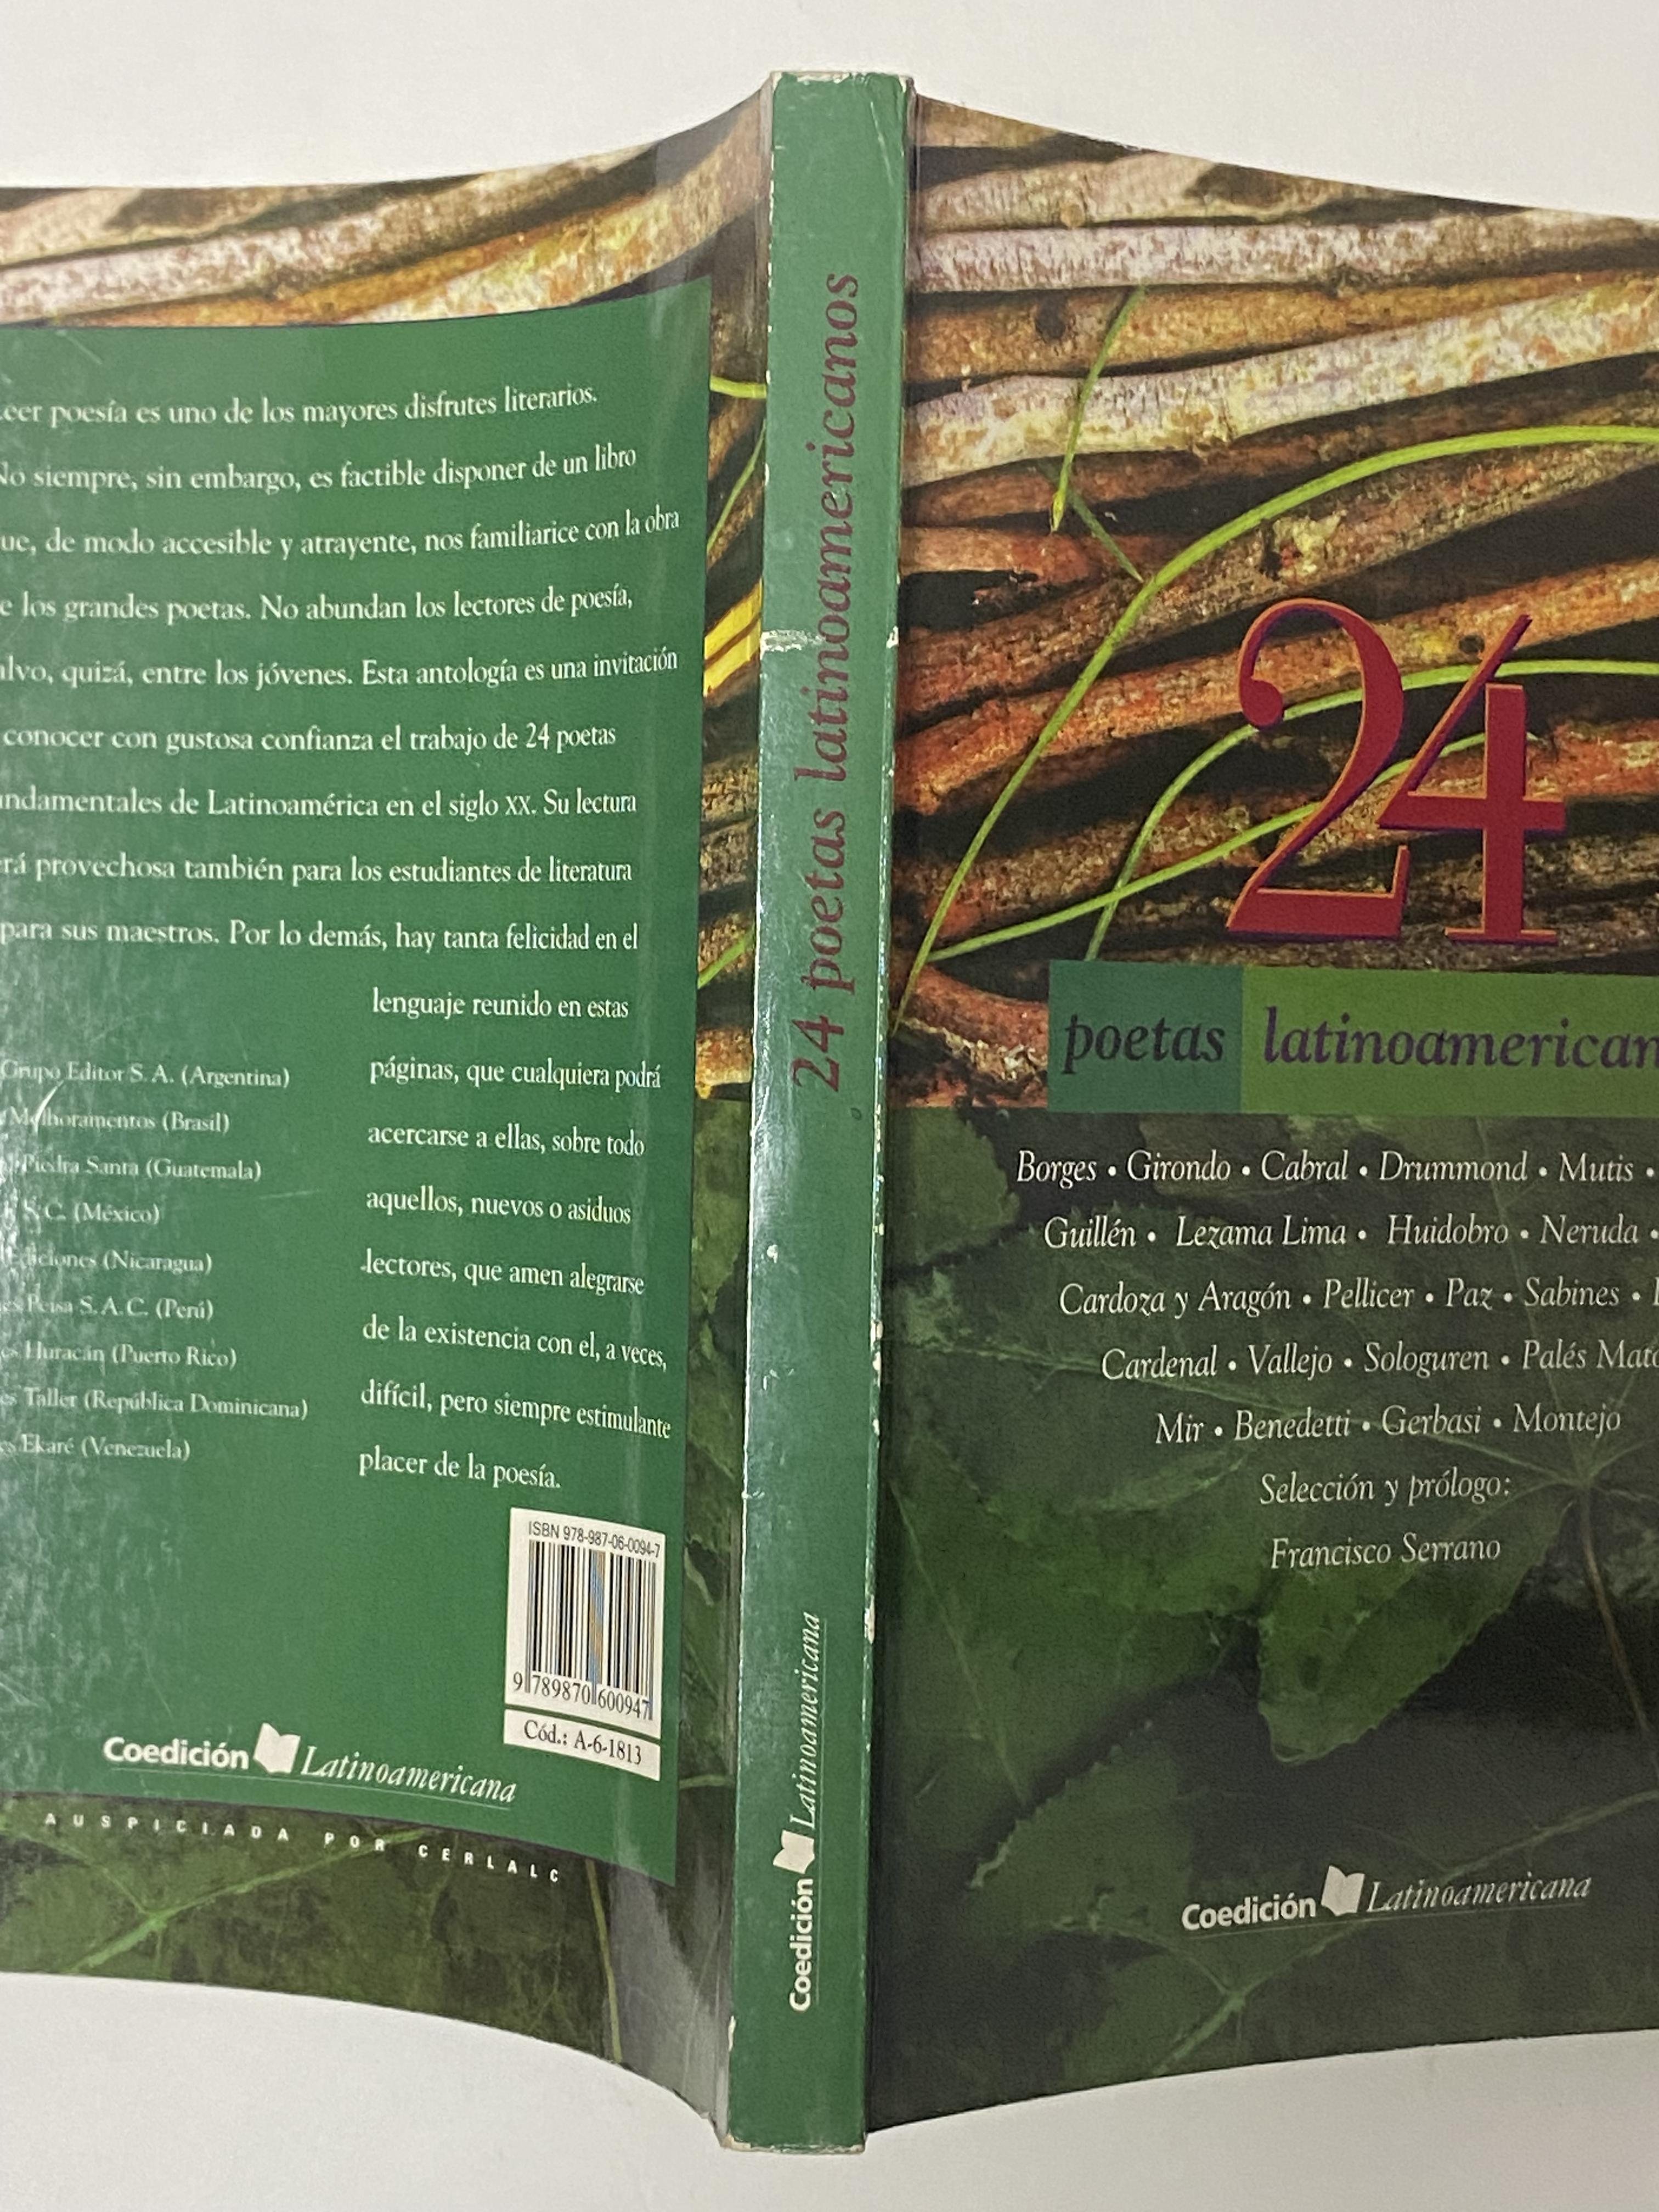 poesía es uno de los mayores disfrutes literarios.
No siempre, sin embargo, es factible disponer de un libro
de modo accesible y atrayente, nos familiarice con la obra
los grandes poetas. No abundan los lectores de poesía,
quizá, entre los jóvenes. Esta antología es una invitación
conocer con gustosa confianza el trabajo de 24 poetas
de Latinoamérica en el siglo XX. Su lectura
provechosa también para los estudiantes de literatura
para sus maestros. Por lo demás, hay tanta felicidad en el
lenguaje reunido en estas
páginas, que cualquiera podrá
acercarse a ellas, sobre todo
aquellos, nuevos o asiduos
lectores, que amen alegrarse
de la existencia con el, a veces,
difícil, pero siempre estimulante
placer de la poesía.
Grupo Editor S. A. (Argentina)
Melhoramentos (Brasil)
Piedra Santa (Guatemala)
S.C. (México)
(Nicaragua)
Peisa S. A. C. (Perú)
Huracán (Puerto Rico)
Taller (República Dominicana)
Ekaré (Venezuela)
ISBN 978-987-06-0094-7
9 789870 600947
Cód.: A-6-1813
Coedición Latinoamericana
AUSPICIADA POR CERLALC
24 poetas latinoamericanos
Coedición Latinoamericana
24
poetas latinoamerican
Borges • Girondo • Cabral • Drummond • Mutis •
Guillén • Lezama Lima • Huidobro • Neruda •
Cardoza y Aragón • Pellicer • Paz • Sabines •
Cardenal • Vallejo • Sologuren • Palés Mato
Mir • Benedetti • Gerbasi • Montejo
Selección y prólogo:
Francisco Serrano
Coedición Latinoamericana